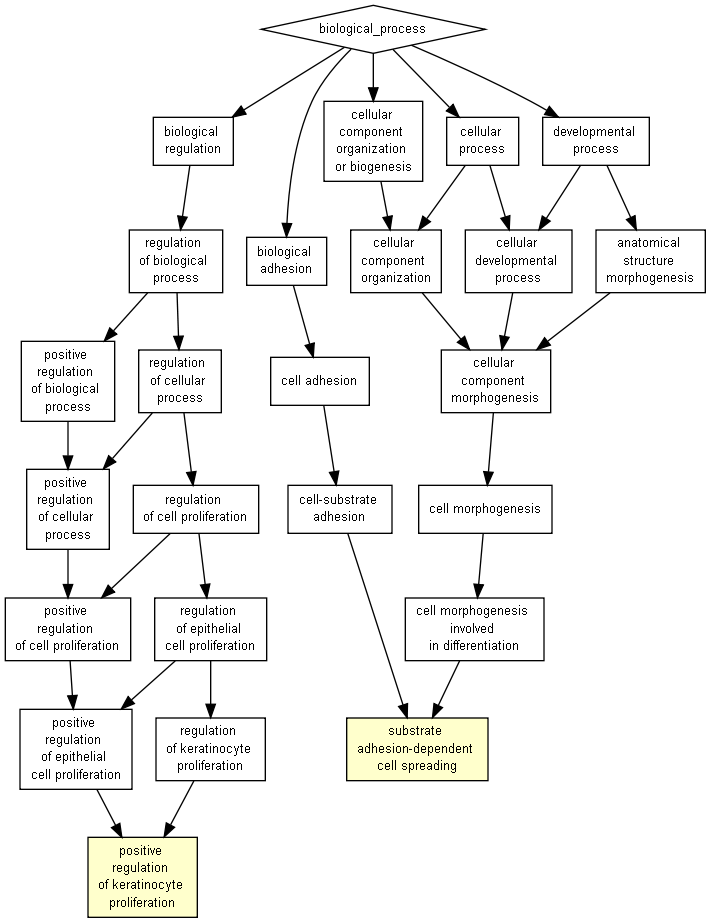 biological_process
biological
regulation
cellular
component
organization
or biogenesis
cellular
process
developmental
process
regulation
of biological
process
biological
adhesion
cellular
component
organization
cellular
developmental
process
anatomical
structure
morphogenesis
positive
regulation
of biological
process
regulation
of cellular
process
cell adhesion
cellular
component
morphogenesis
positive
regulation
of cellular
process
regulation
of cell proliferation
cell-substrate
adhesion
cell morphogenesis
positive
regulation
of cell proliferation
regulation
of epithelial
cell proliferation
cell morphogenesis
involved
in differentiation
positive
regulation
of epithelial
cell proliferation
regulation
of keratinocyte
proliferation
substrate
adhesion-dependent
cell spreading
positive
regulation
of keratinocyte
proliferation